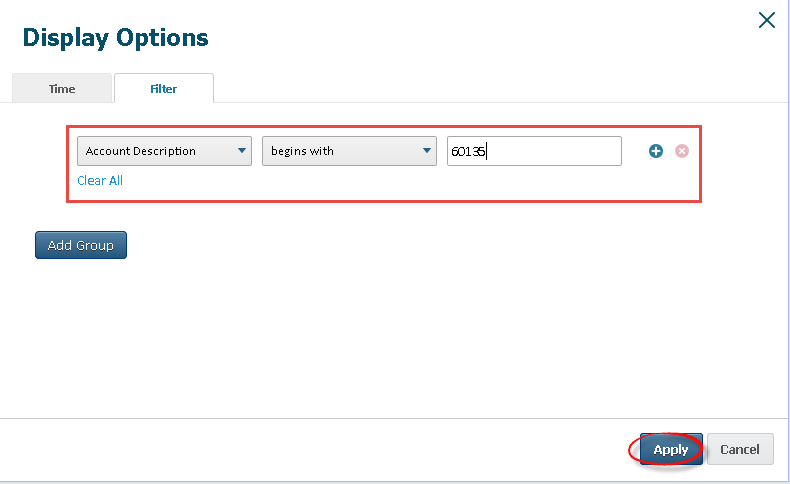 Display Options
Time Filter
Account Description begins with 60135
Clear All
Add Group
Apply Cancel